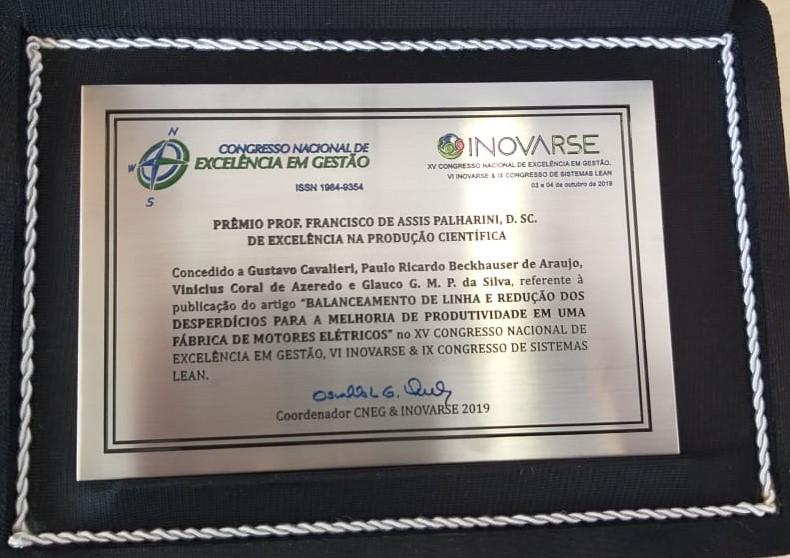 N
W
S
CONGRESSO NACIONAL DE
EXCELÊNCIA EM GESTÃO
ISSN 1984-9354
INOVARSE
XV CONGRESSO NACIONAL DE EXCELÊNCIA EM GESTÃO,
VI INOVARSE & IX CONGRESSO DE SISTEMAS LEAN
03 e 04 de outubro de 2019
PRÊMIO PROF. FRANCISCO DE ASSIS PALHARINI, D. SC.
DE EXCELÊNCIA NA PRODUÇÃO CIENTÍFICA
Concedido a Gustavo Cavalieri, Paulo Ricardo Beckhauser de Araujo,
Vinicius Coral de Azeredo e Glauco G. M. P. da Silva, referente à
publicação do artigo "BALANCEAMENTO DE LINHA E REDUÇÃO DOS
DESPERDÍCIOS PARA A MELHORIA DE PRODUTIVIDADE EM UMA
FÁBRICA DE MOTORES ELÉTRICOS" no XV CONGRESSO NACIONAL DE
EXCELÊNCIA EM GESTÃO, VI INOVARSE & IX CONGRESSO DE SISTEMAS
LEAN.
Coordenador CNEG & INOVARSE 2019